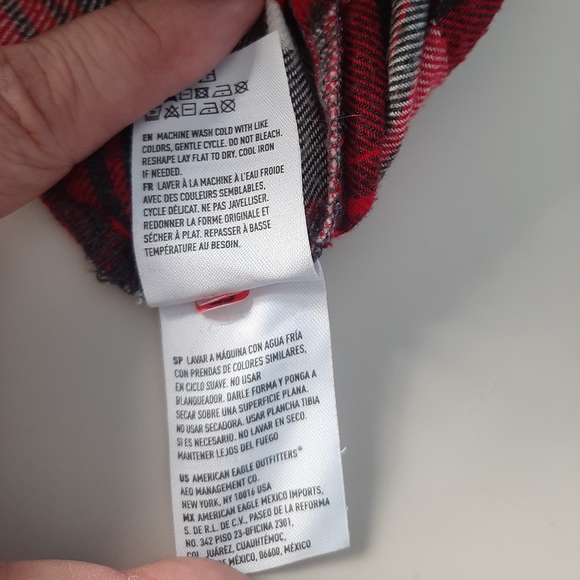 EN MACHINE WASH COLD WITH LIKE
COLORS, GENTLE CYCLE. DO NOT BLEACH.
RESHAPE LAY FLAT TO DRY. COOL IRON
IF NEEDED.
FR LAVER À LA MACHINE À L'EAU FROIDE
AVEC DES COULEURS SEMBLABLES,
CYCLE DÉLICAT. NE PAS JAVELLISER.
REDONNER LA FORME ORIGINALE ET
SÉCHER À PLAT. REPASSER À BASSE
TEMPÉRATURE AU BESOIN.
SP LAVAR A MÁQUINA CON AGUA FRÍA
CON PRENDAS DE COLORES SIMILARES,
EN CICLO SUAVE. NO USAR
BLANQUEADOR. DARLE FORMA Y PONGA A
SECAR SOBRE UNA SUPERFICIE PLANA.
NO USAR SECADORA. USAR PLANCHA TIBIA
SI ES NECESARIO. NO LAVAR EN SECO.
MANTENER LEJOS DEL FUEGO
US AMERICAN EAGLE OUTFITTERS®
AEO MANAGEMENT CO.
NEW YORK, NY 10016 USA
MX AMERICAN EAGLE MEXICO IMPORTS,
S. DE R.L. DE C.V., PASEO DE LA REFORMA
NO. 342 PISO 23-OFICINA 2301,
COL. JUÁREZ, CUAUHTÉMOC,
MÉXICO, 06600, MÉXICO